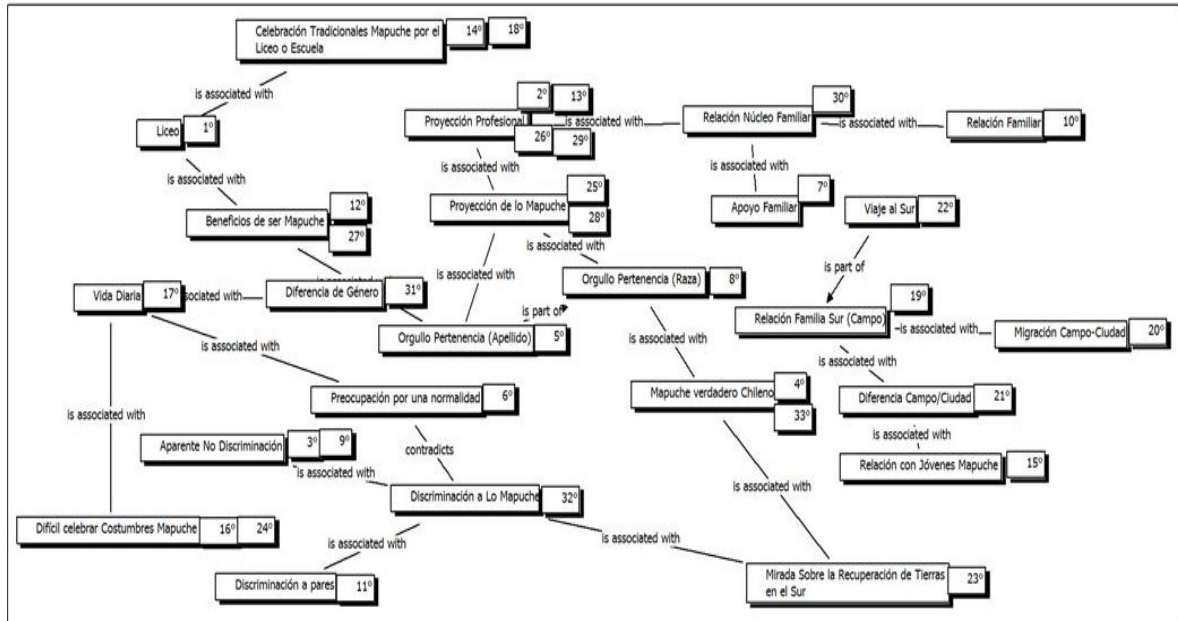 Celebración Tradicionales Mapuche por el
Liceo o Escuela
14º
18º
is associated with
Liceo
1º
2º
13º
Proyección Profesional
26º
29º
is associated with
30º
Relación Núcleo Familiar
is associated with
Relación Familiar
10º
is associated with
is associated with
is associated with
12º
Beneficios de ser Mapuche
27º
25º
Proyección de lo Mapuche
28º
7º
Apoyo Familiar
Viaje al Sur
22º
is associated with
is associated with
is part of
Orgullo Pertenencia (Raza)
8º
Vida Diaria
17º
sociated with
Diferencia de Género
31º
is part of
Orgullo Pertenencia (Apellido)
5º
19º
Relación Familia Sur (Campo)
is associated with
Migración Campo-Ciudad
20º
is associated with
is associated with
is associated with
Preocupación por una normalidad
6º
Mapuche verdadero Chileno
4º
33º
Diferencia Campo/Ciudad
21º
is associated with
is associated with
Aparente No Discriminación
3º
9º
contradicts
is associated with
Relación con Jóvenes Mapuche
15º
Discriminación a Lo Mapuche
32º
is associated with
Difícil celebrar Costumbres Mapuche
16º
24º
is associated with
is associated with
Discriminación a pares
11º
Mirada Sobre la Recuperación de Tierras
en el Sur
23º